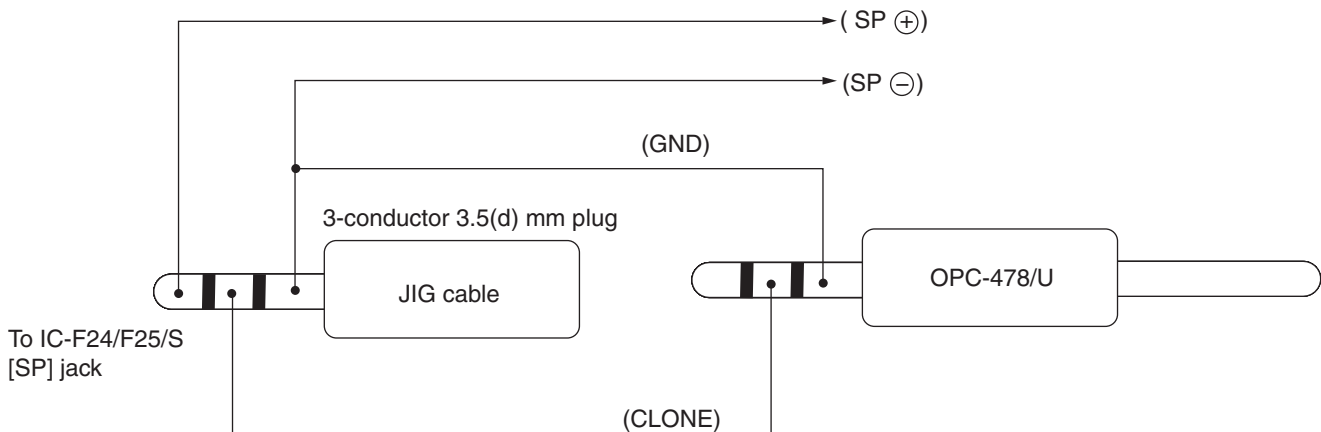 ( SP ⊕)
(SP ⊖)
(GND)
3-conductor 3.5(d) mm plug
JIG cable
OPC-478/U
To IC-F24/F25/S
[SP] jack
(CLONE)